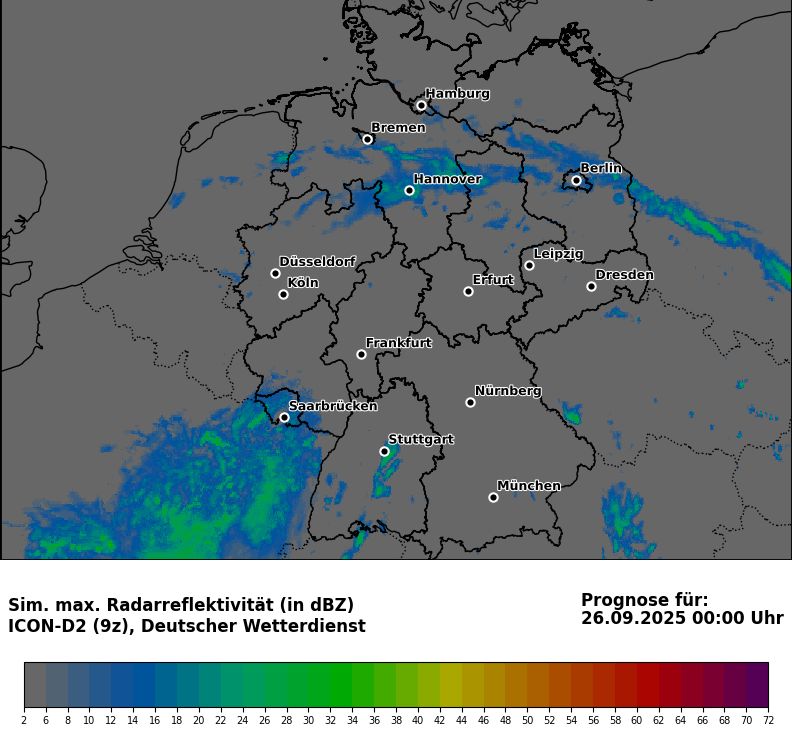 Hamburg
Bremen
Berlin
Hannover
Leipzig
Düsseldorf
Dresden
Köln
Erfurt
Frankfurt
Nürnberg
Saarbrücken
Stuttgart
München
Sim. max. Radarreflektivität (in dBZ)
ICON-D2 (9z), Deutscher Wetterdienst
Prognose für:
26.09.2025 00:00 Uhr
2 6 8 10 12 14 16 18 20 22 24 26 28 30 32 34 36 38 40 42 44 46 48 50 52 54 56 58 60 62 64 66 68 70 72